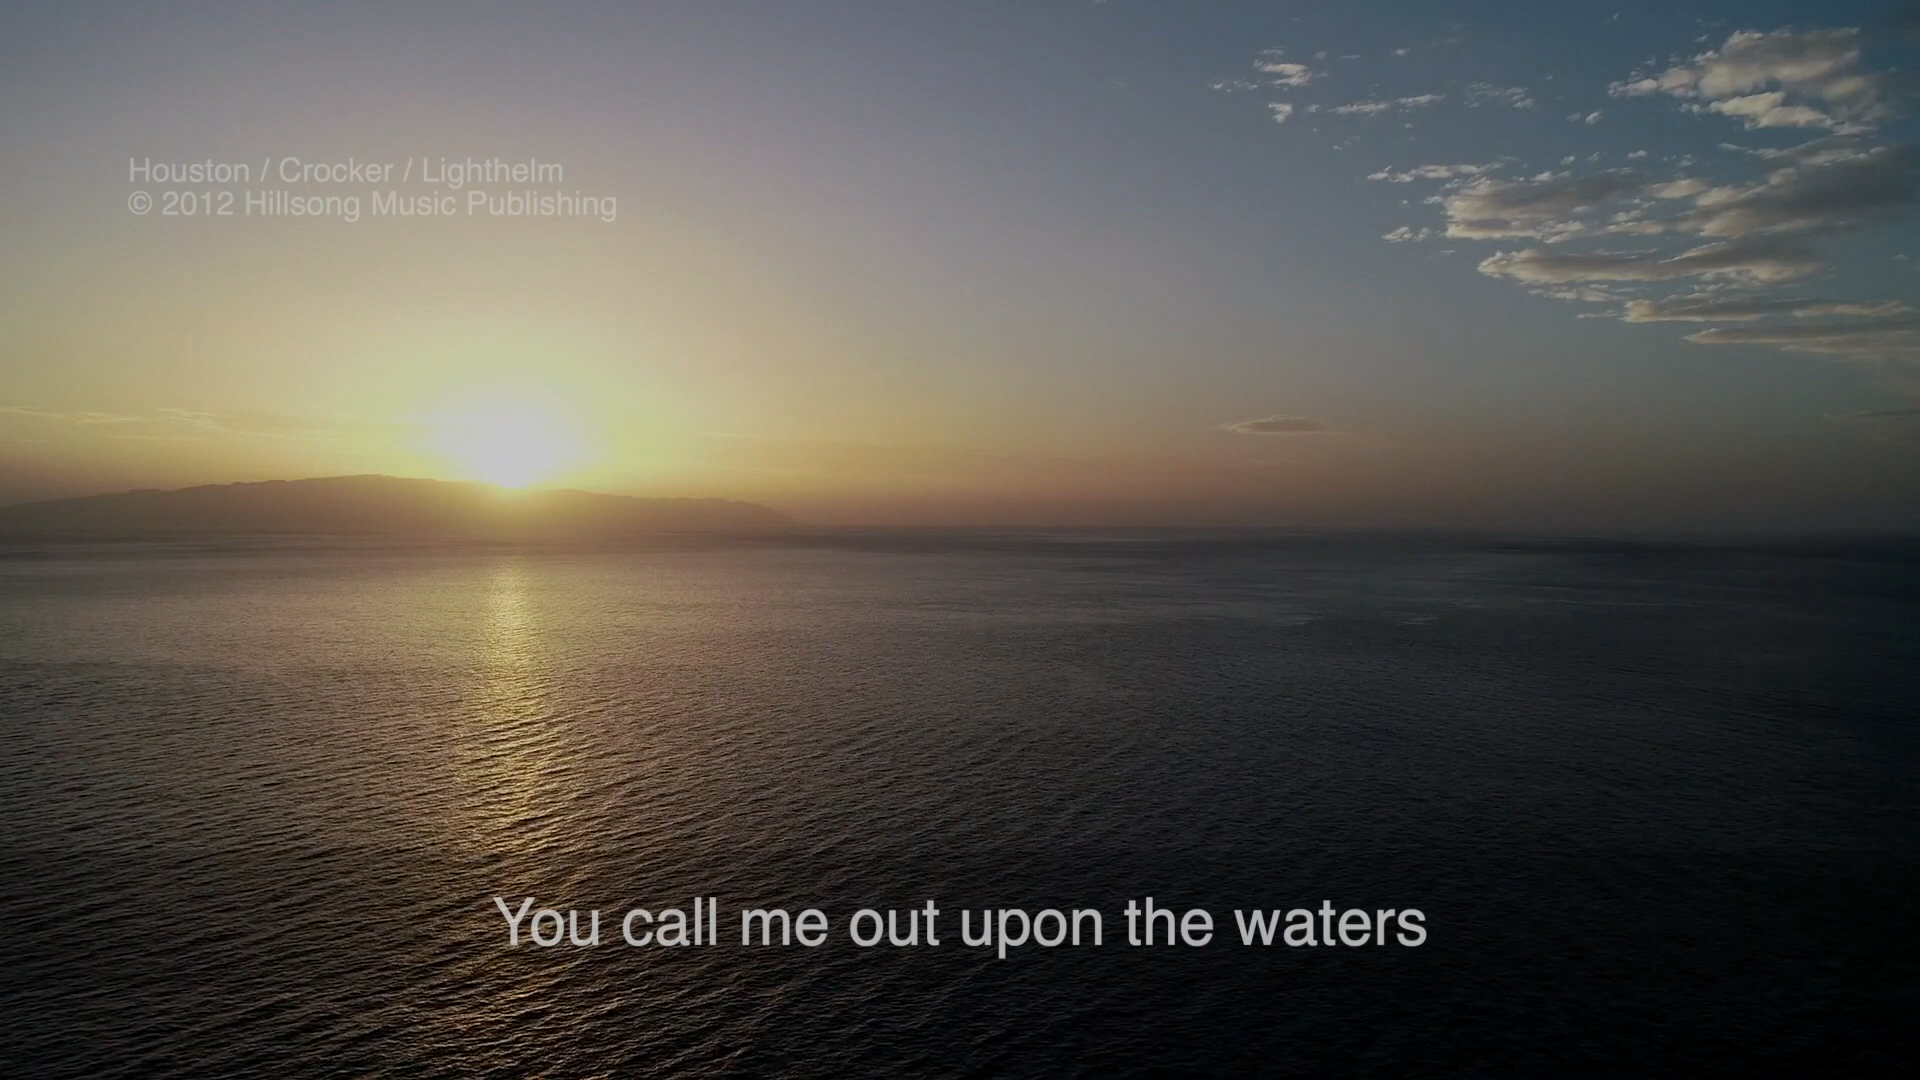 Houston / Crocker / Lighthelm
© 2012 Hillsong Music Publishing
You call me out upon the waters